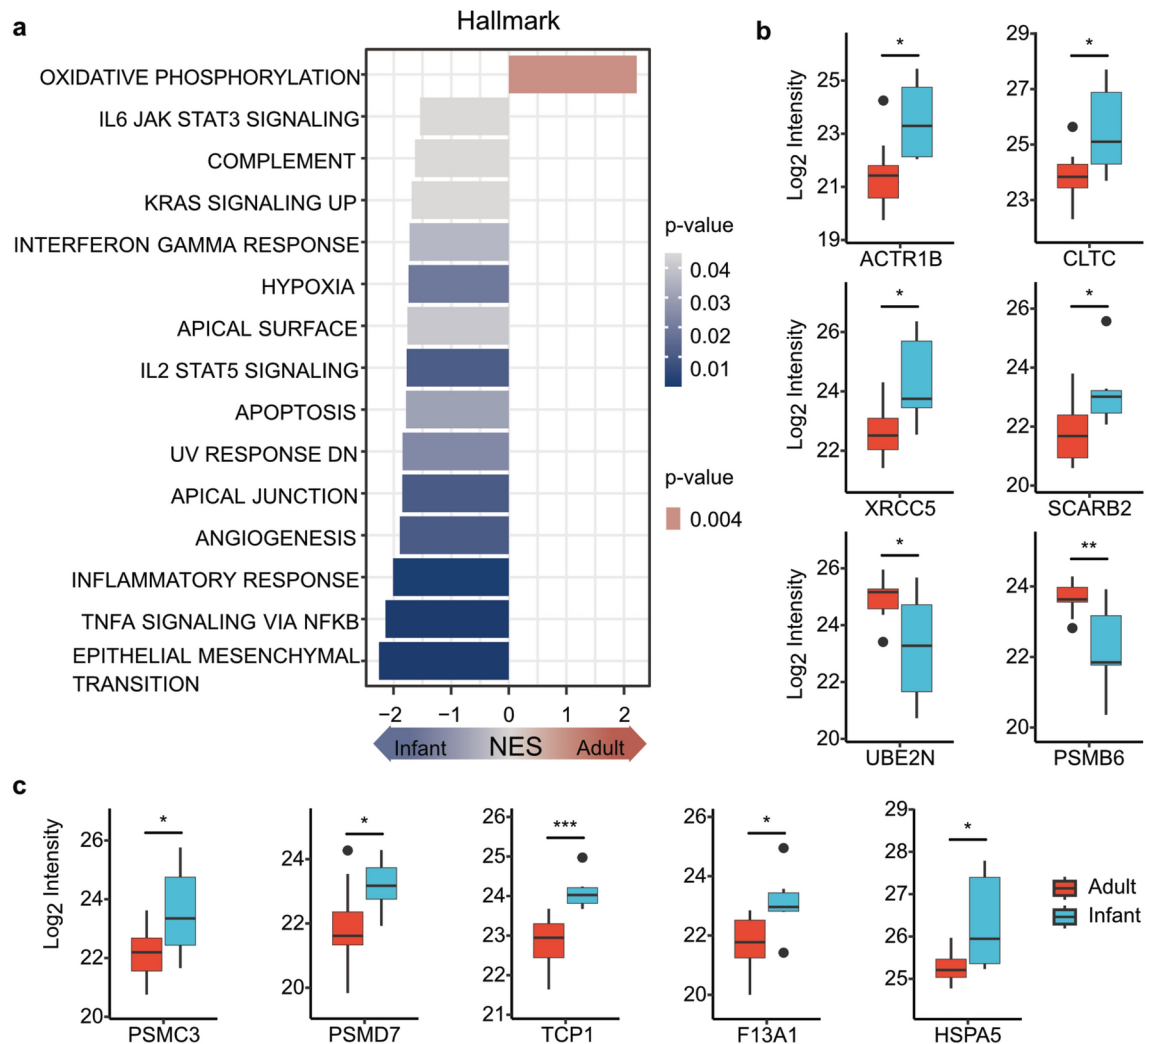 a
Hallmark
OXIDATIVE PHOSPHORYLATION
IL6 JAK STAT3 SIGNALING
COMPLEMENT
KRAS SIGNALING UP
INTERFERON GAMMA RESPONSE
HYPOXIA
APICAL SURFACE
IL2 STAT5 SIGNALING
APOPTOSIS
UV RESPONSE DN
APICAL JUNCTION
ANGIOGENESIS
INFLAMMATORY RESPONSE
TNFA SIGNALING VIA NFKB
EPITHELIAL MESENCHYMAL
TRANSITION
−2 −1 0 1 2
Infant NES Adult
p-value
0.04
0.03
0.02
0.01
p-value
0.004
b
Log2 Intensity
25
23
21
19
*
ACTR1B
29
27
25
23
*
CLTC
Log2 Intensity
26
24
22
*
XRCC5
26
24
22
20
*
SCARB2
Log2 Intensity
26
24
22
20
*
UBE2N
24
22
20
**
PSMB6
c
Log2 Intensity
26
24
22
20
*
PSMC3
24
22
20
*
PSMD7
26
25
24
23
22
21
***
TCP1
26
24
22
20
*
F13A1
29
28
27
26
25
*
HSPA5
Adult
Infant